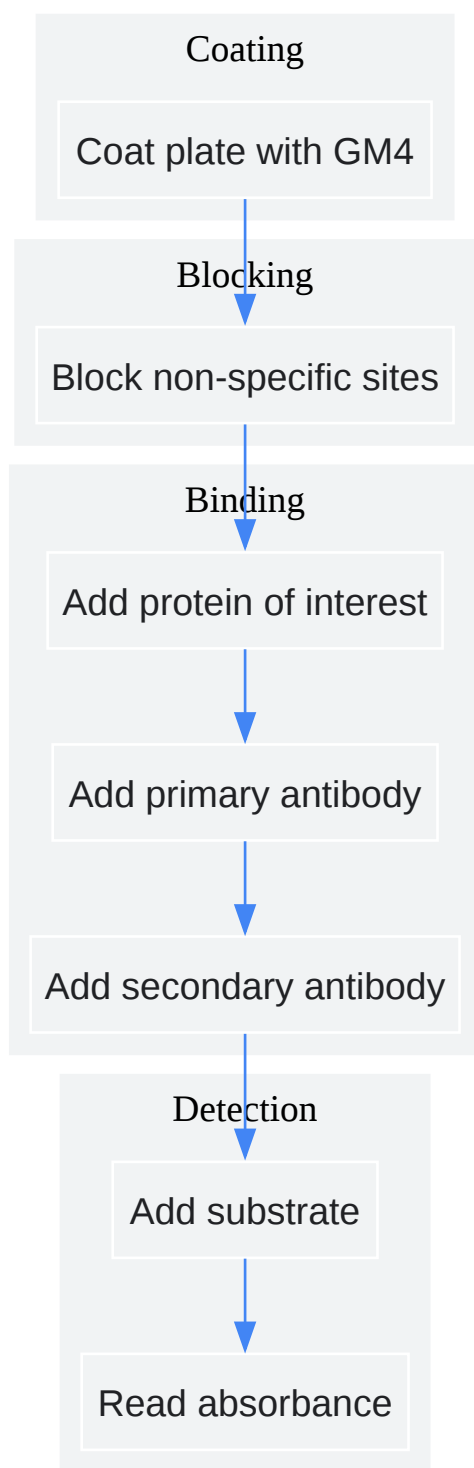 Coating
Coat plate with GM4
Blocking
Block non-specific sites
Binding
Add protein of interest
Add primary antibody
Add secondary antibody
Detection
Add substrate
Read absorbance